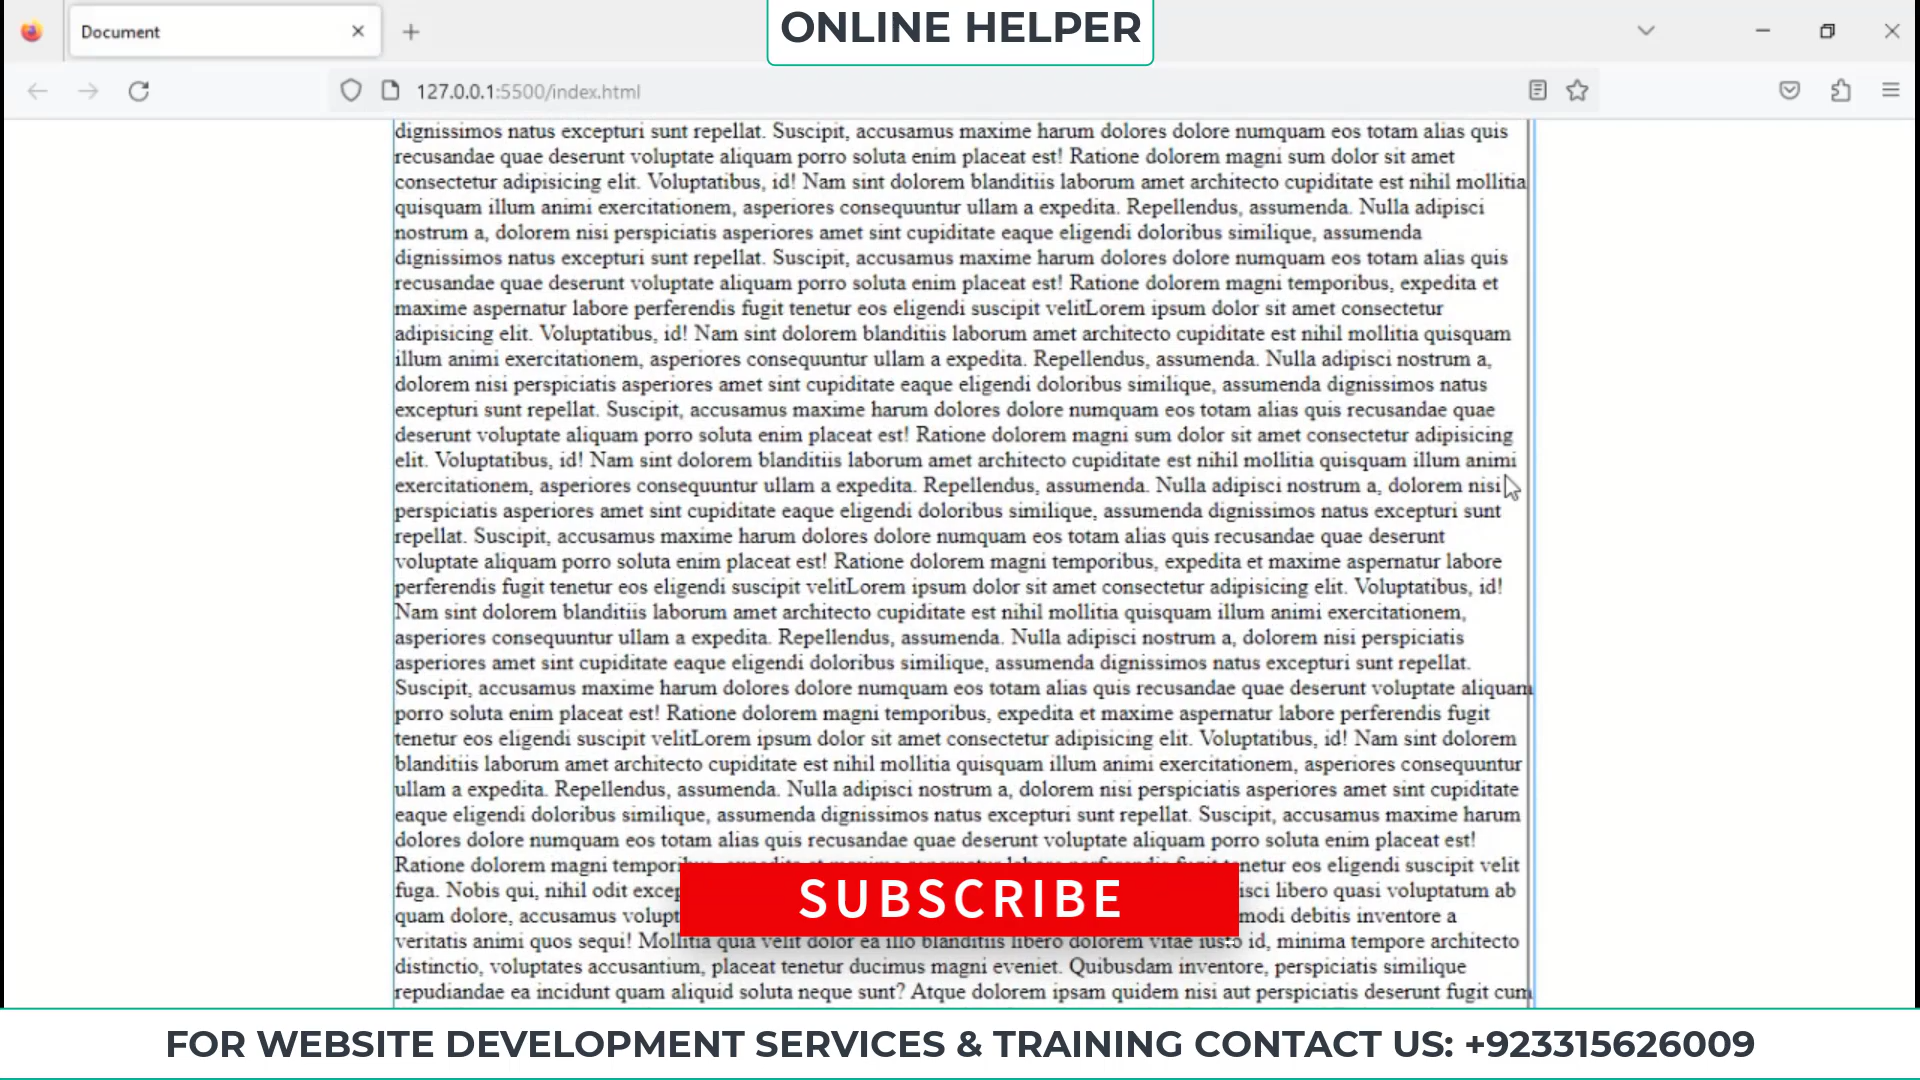 ONLINE HELPER
Document
127.0.0.1:5500/index.html
dignissimos natus excepturi sunt repellat. Suscipit, accusamus maxime harum dolores dolore numquam eos totam alias quis
recusandae quae deserunt voluptate aliquam porro soluta enim placeat est! Ratione dolorem magni sum dolor sit amet
consectetur adipisicing elit. Voluptatibus, id! Nam sint dolorem blanditiis laborum amet architecto cupiditate est nihil mollitia
quisquam illum animi exercitationem, asperiores consequuntur ullam a expedita. Repellendus, assumenda. Nulla adipisci
nostrum a, dolorem nisi perspiciatis asperiores amet sint cupiditate eaque eligendi doloribus similique, assumenda
dignissimos natus excepturi sunt repellat. Suscipit, accusamus maxime harum dolores dolore numquam eos totam alias quis
recusandae quae deserunt voluptate aliquam porro soluta enim placeat est! Ratione dolorem magni temporibus, expedita et
maxime aspernatur labore perferendis fugit tenetur eos eligendi suscipit velitLorem ipsum dolor sit amet consectetur
adipisicing elit. Voluptatibus, id! Nam sint dolorem blanditiis laborum amet architecto cupiditate est nihil mollitia quisquam
illum animi exercitationem, asperiores consequuntur ullam a expedita. Repellendus, assumenda. Nulla adipisci nostrum a,
dolorem nisi perspiciatis asperiores amet sint cupiditate eaque eligendi doloribus similique, assumenda dignissimos natus
excepturi sunt repellat. Suscipit, accusamus maxime harum dolores dolore numquam eos totam alias quis recusandae quae
deserunt voluptate aliquam porro soluta enim placeat est! Ratione dolorem magni sum dolor sit amet consectetur adipisicing
elit. Voluptatibus, id! Nam sint dolorem blanditiis laborum amet architecto cupiditate est nihil mollitia quisquam illum animi
exercitationem, asperiores consequuntur ullam a expedita. Repellendus, assumenda. Nulla adipisci nostrum a, dolorem nisi
perspiciatis asperiores amet sint cupiditate eaque eligendi doloribus similique, assumenda dignissimos natus excepturi sunt
repellat. Suscipit, accusamus maxime harum dolores dolore numquam eos totam alias quis recusandae quae deserunt
voluptate aliquam porro soluta enim placeat est! Ratione dolorem magni temporibus, expedita et maxime aspernatur labore
perferendis fugit tenetur eos eligendi suscipit velitLorem ipsum dolor sit amet consectetur adipisicing elit. Voluptatibus, id!
Nam sint dolorem blanditiis laborum amet architecto cupiditate est nihil mollitia quisquam illum animi exercitationem,
asperiores consequuntur ullam a expedita. Repellendus, assumenda. Nulla adipisci nostrum a, dolorem nisi perspiciatis
asperiores amet sint cupiditate eaque eligendi doloribus similique, assumenda dignissimos natus excepturi sunt repellat.
Suscipit, accusamus maxime harum dolores dolore numquam eos totam alias quis recusandae quae deserunt voluptate aliquam
porro soluta enim placeat est! Ratione dolorem magni temporibus, expedita et maxime aspernatur labore perferendis fugit
tenetur eos eligendi suscipit velitLorem ipsum dolor sit amet consectetur adipisicing elit. Voluptatibus, id! Nam sint dolorem
blanditiis laborum amet architecto cupiditate est nihil mollitia quisquam illum animi exercitationem, asperiores consequuntur
ullam a expedita. Repellendus, assumenda. Nulla adipisci nostrum a, dolorem nisi perspiciatis asperiores amet sint cupiditate
eaque eligendi doloribus similique, assumenda dignissimos natus excepturi sunt repellat. Suscipit, accusamus maxime harum
dolores dolore numquam eos totam alias quis recusandae quae deserunt voluptate aliquam porro soluta enim placeat est!
Ratione dolorem magni eos eligendi suscipit velit
fuga. Nobis qui, nihil odit libero quasi voluptatum ab
quam dolore, accusamus modi debitis inventore a
SUBSCRIBE
veritatis animi quos sequi! Mollitia quia velit dolor ea illo blanditiis libero dolorem vitae iusto id, minima tempore architecto
distinctio, voluptates accusantium, placeat tenetur ducimus magni eveniet. Quibusdam inventore, perspiciatis similique
repudiandae ea incidunt quam aliquid soluta neque sunt? Atque dolorem ipsam quidem nisi aut perspiciatis deserunt fugit cum
FOR WEBSITE DEVELOPMENT SERVICES & TRAINING CONTACT US: +923315626009